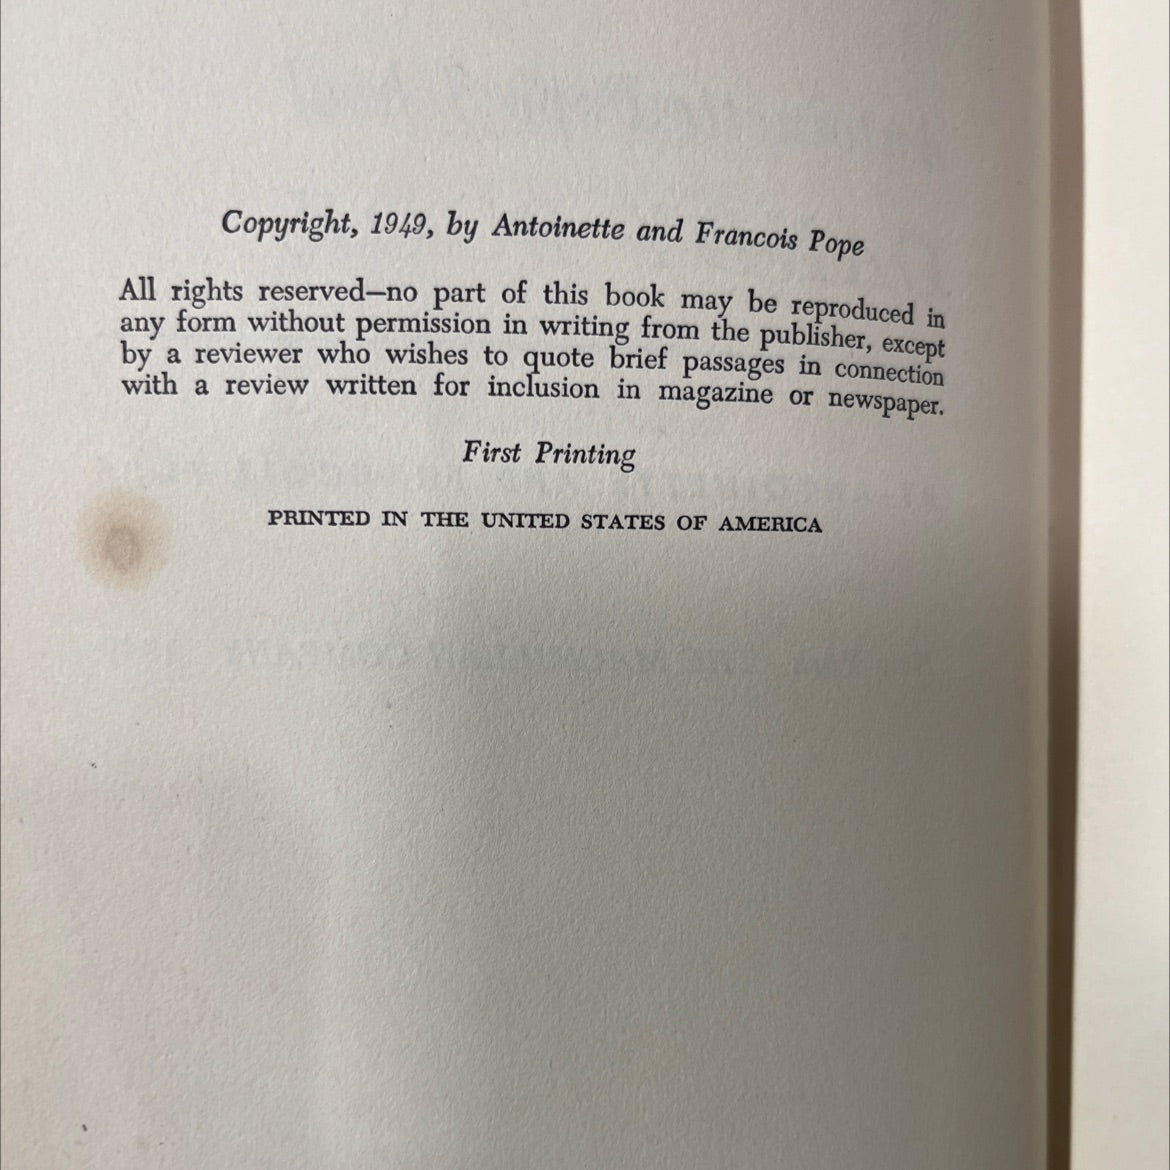 Copyright, 1949, by Antoinette and Francois Pope
All rights reserved—no part of this book may be reproduced in
any form without permission in writing from the publisher, except
by a reviewer who wishes to quote brief passages in connection
with a review written for inclusion in magazine or newspaper.
First Printing
PRINTED IN THE UNITED STATES OF AMERICA